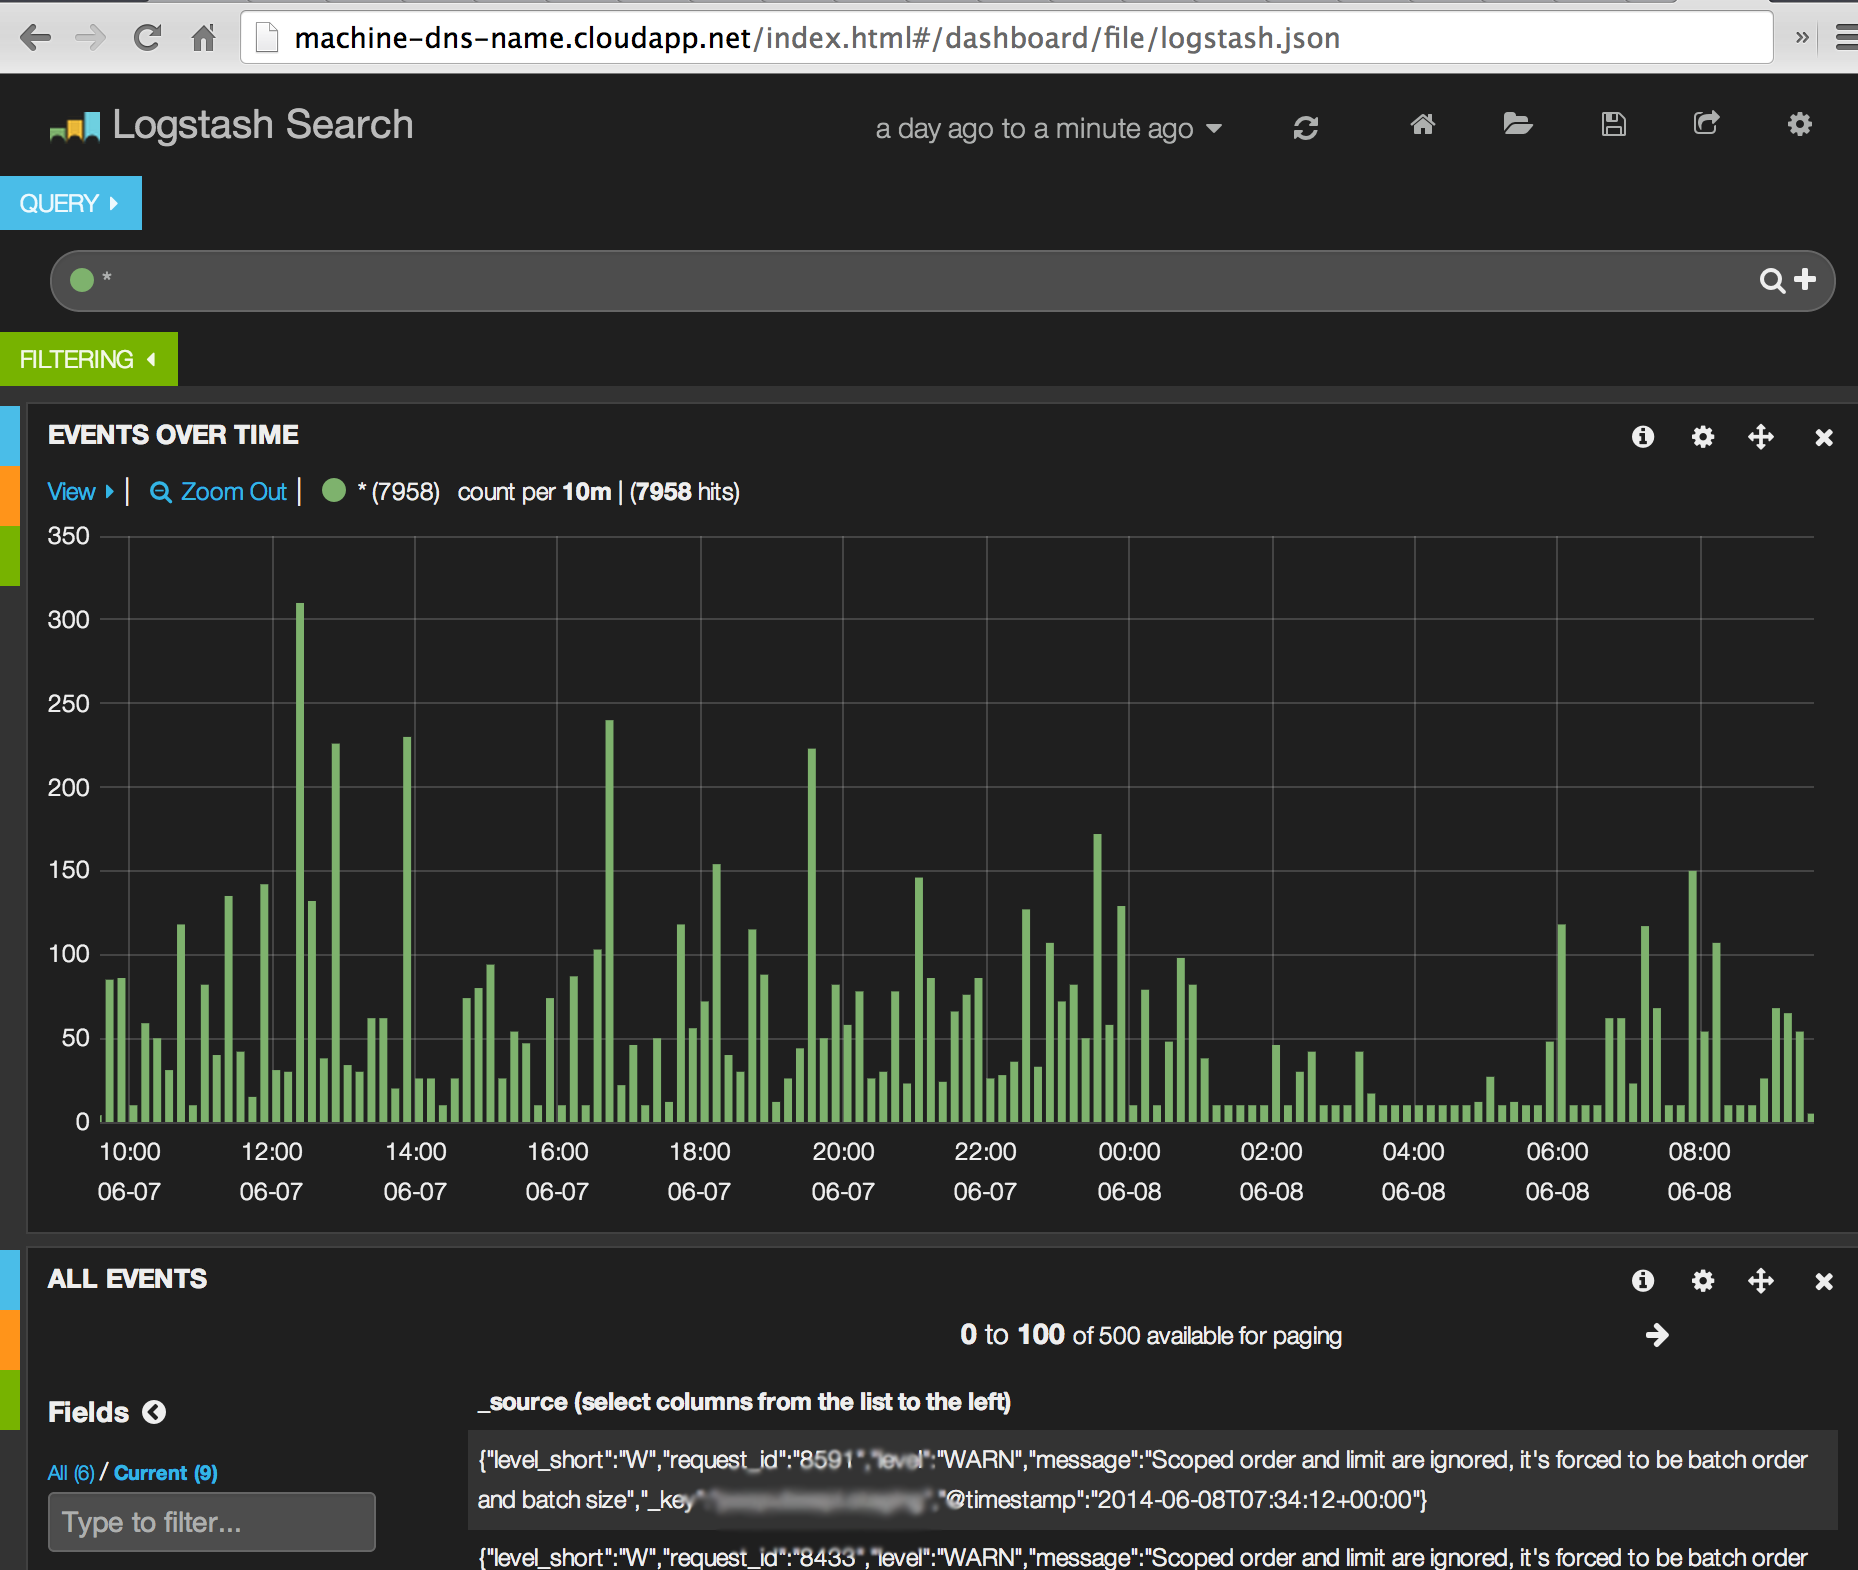 machine-dns-name.cloudapp.net/index.html#/dashboard/file/logstash.json »
Logstash Search
a day ago to a minute ago
QUERY
*
FILTERING
EVENTS OVER TIME
View | Zoom Out | * (7958) count per 10m | (7958 hits)
350
300
250
200
150
100
50
0
10:00 12:00 14:00 16:00 18:00 20:00 22:00 00:00 02:00 04:00 06:00 08:00
06-07 06-07 06-07 06-07 06-07 06-07 06-07 06-08 06-08 06-08 06-08 06-08
ALL EVENTS
0 to 100 of 500 available for paging
Fields
All (6) / Current (9)
Type to filter...
_source (select columns from the list to the left)
{"level_short":"W","request_id":"8591","level":"WARN","message":"Scoped order and limit are ignored, it's forced to be batch order
and batch size","_key":"@timestamp":"2014-06-08T07:34:12+00:00"}
{"level_short":"W","request_id":"8433","level":"WARN","message":"Scoped order and limit are ignored, it's forced to be batch order